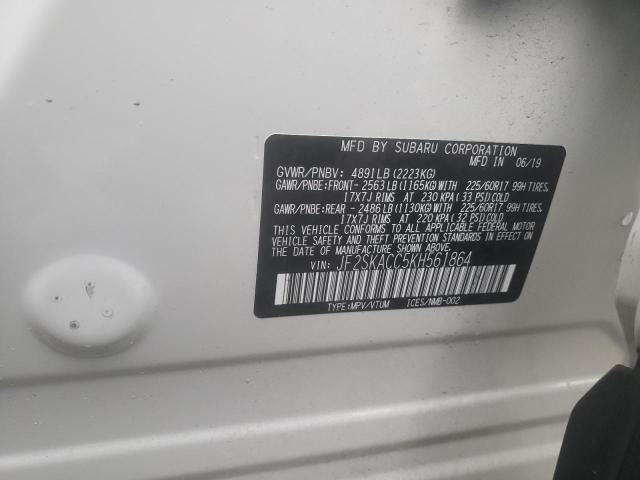 MFD BY SUBARU CORPORATION
MFD IN 06/19
GVWR/PNBV: 4891LB (2223KG)
GAWR/PNBE:FRONT- 2563LB(1165KG)WITH 225/60R17 99H TIRES,
17X7J RIMS AT 230 KPA(33 PSI)COLD
GAWR/PNBE:REAR - 2486LB(1130KG)WITH 225/60R17 99H TIRES,
17X7J RIMS AT 220 KPA(32 PSI)COLD
THIS VEHICLE CONFORMS TO ALL APPLICABLE FEDERAL MOTOR
VEHICLE SAFETY AND THEFT PREVENTION STANDARDS IN EFFECT
ON THE DATE OF MANUFACTURE SHOWN ABOVE.
VIN: JF2SKACC5KH561864
TYPE:MPV/VTUM ICES/NMB-002